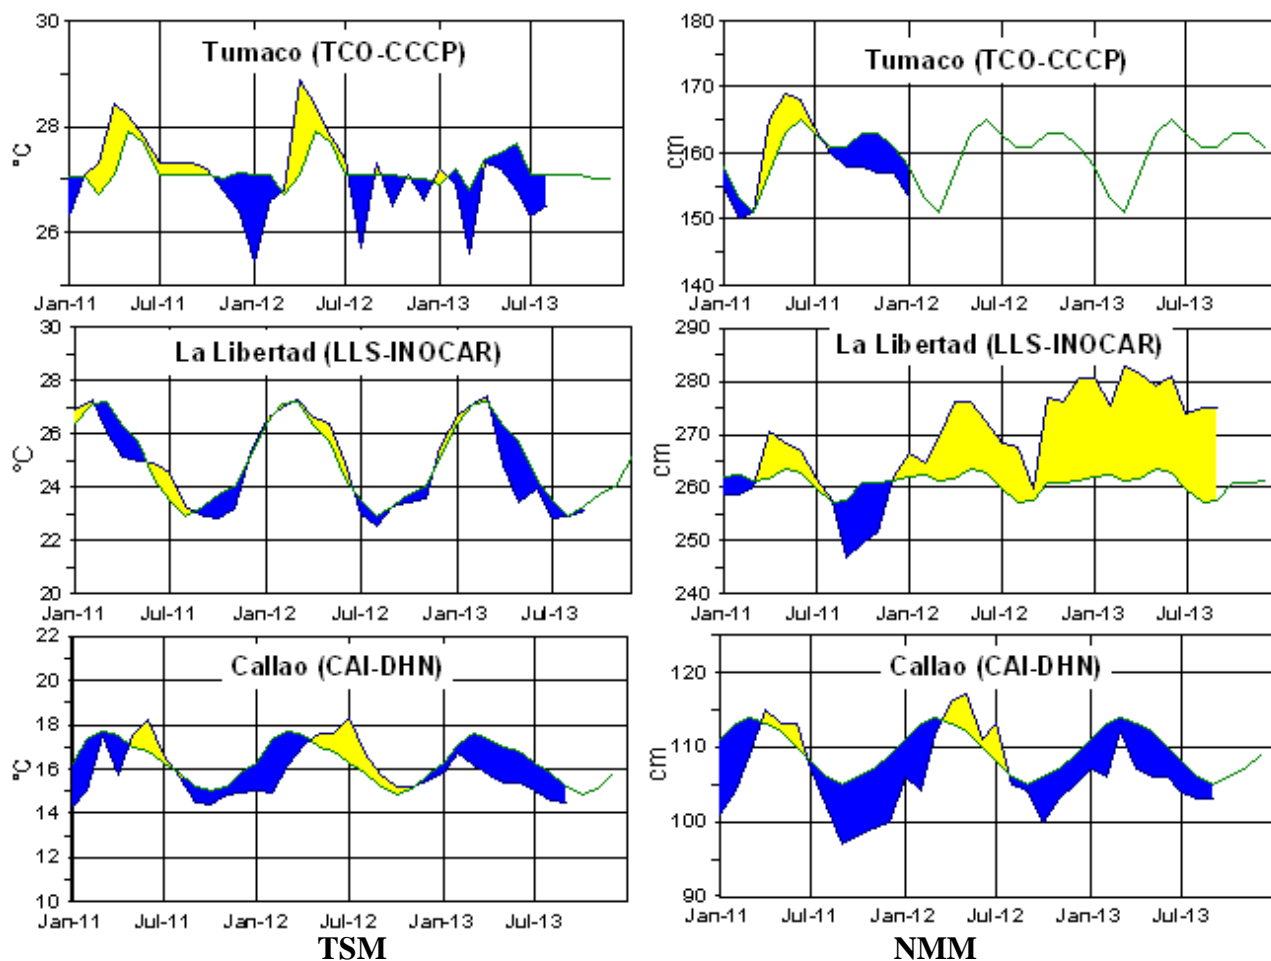 30
Tumaco (TCO-CCCP)
28
°C
26
Jan-11 Jul-11 Jan-12 Jul-12 Jan-13 Jul-13
180
Tumaco (TCO-CCCP)
170
160
cm
150
140
Jan-11 Jul-11 Jan-12 Jul-12 Jan-13 Jul-13
30
La Libertad (LLS-INOCAR)
28
26
°C
24
22
20
Jan-11 Jul-11 Jan-12 Jul-12 Jan-13 Jul-13
290
La Libertad (LLS-INOCAR)
280
270
cm
260
250
240
Jan-11 Jul-11 Jan-12 Jul-12 Jan-13 Jul-13
22
Callao (CAI-DHN)
20
18
°C
16
14
12
10
Jan-11 Jul-11 Jan-12 Jul-12 Jan-13 Jul-13
TSM
Callao (CAI-DHN)
120
110
cm
100
90
Jan-11 Jul-11 Jan-12 Jul-12 Jan-13 Jul-13
NMM